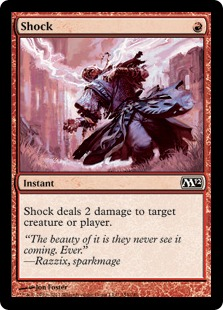 Shock
Instant
M12
Shock deals 2 damage to target
creature or player.
“The beauty of it is they never see it
coming. Ever.”
—Razzix, sparkmage
Jon Foster